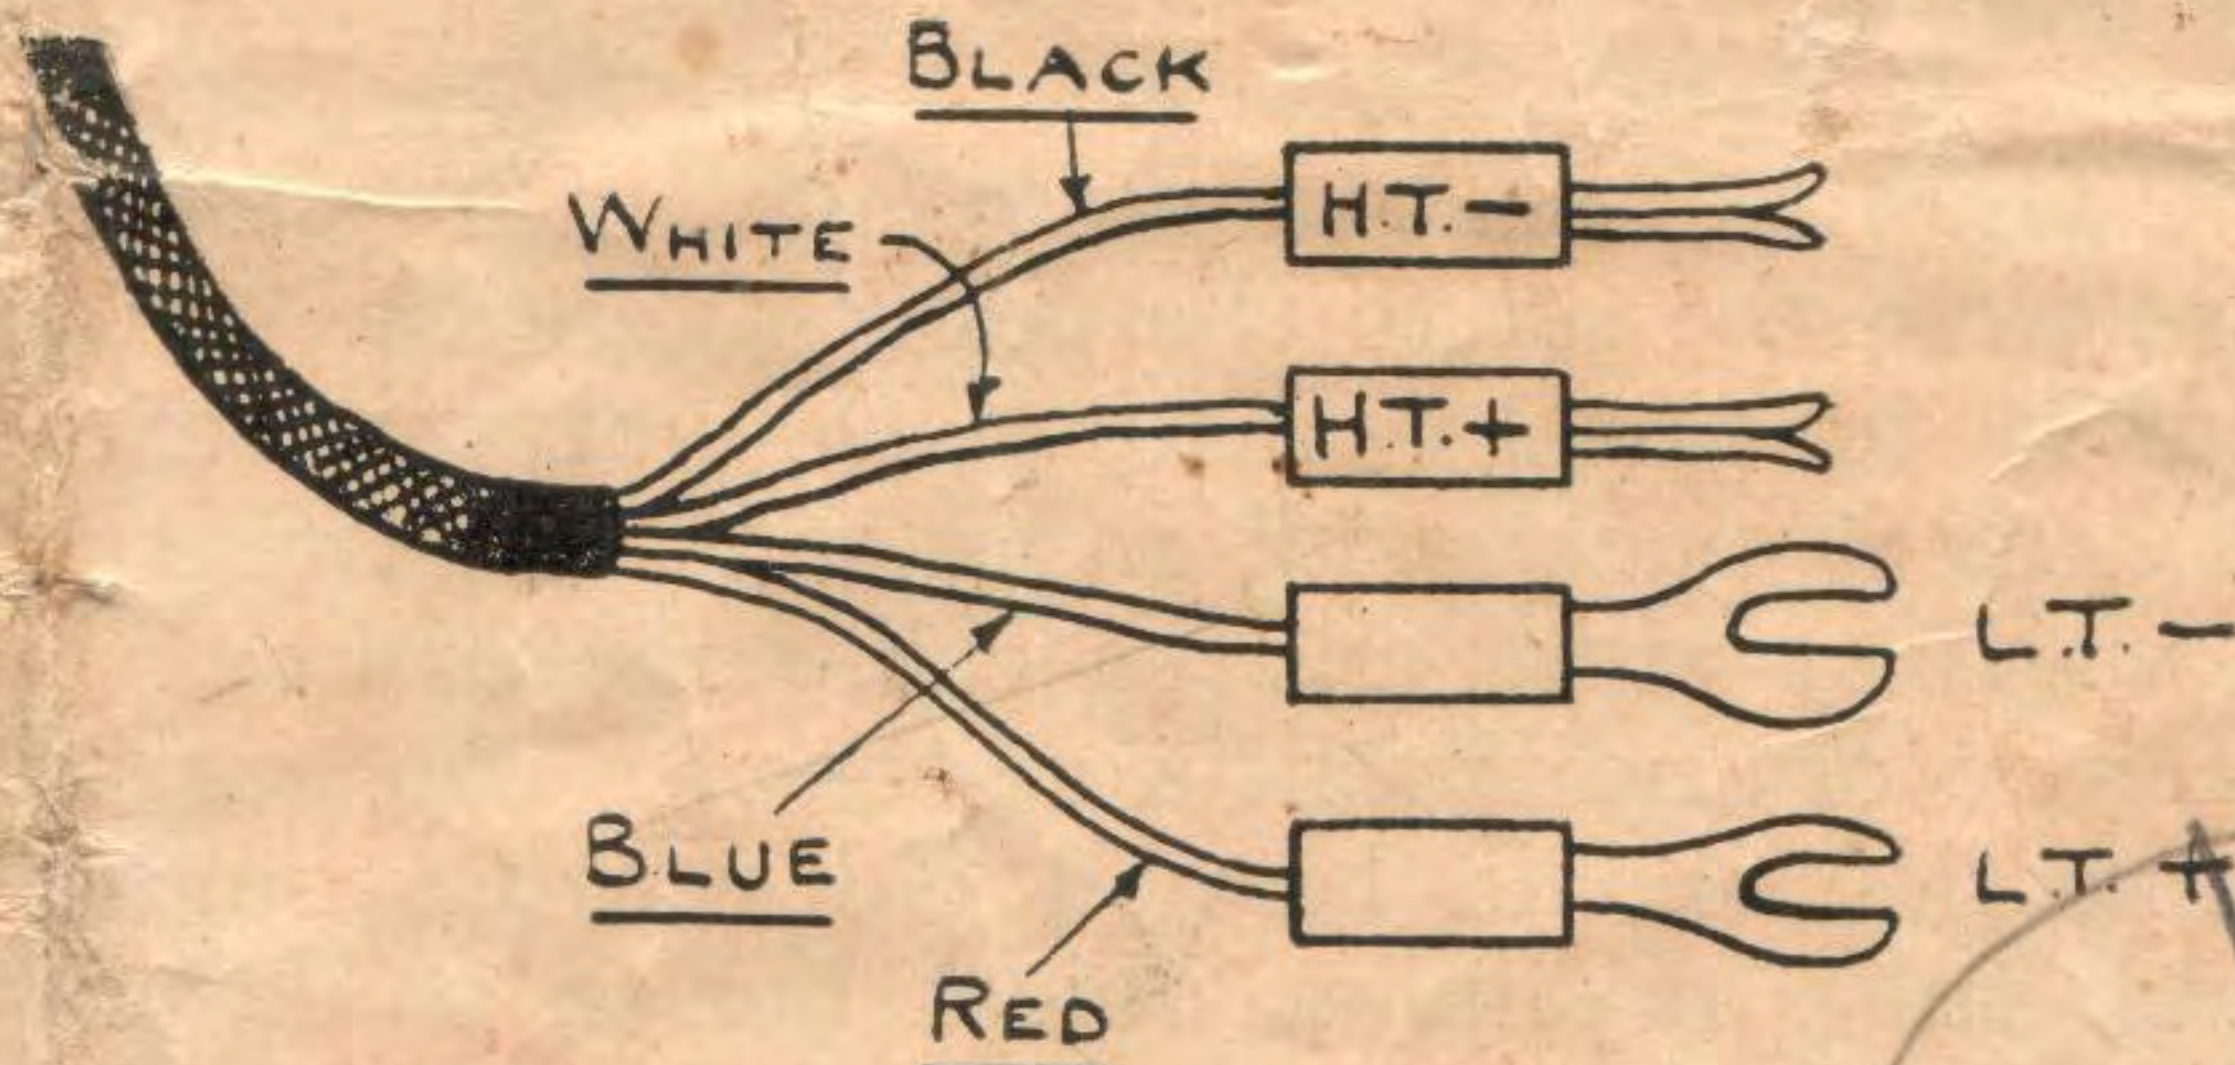 BLACK
H.T. –
WHITE
H.T. +
L.T. –
BLUE
L.T. +
RED